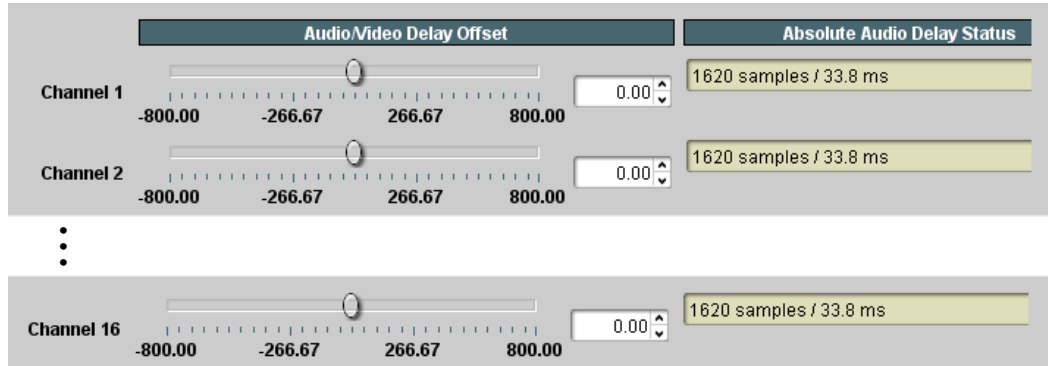 Audio/Video Delay Offset
Absolute Audio Delay Status
Channel 1
-800.00 -266.67 266.67 800.00
0.00
1620 samples / 33.8 ms
Channel 2
-800.00 -266.67 266.67 800.00
0.00
1620 samples / 33.8 ms
Channel 16
-800.00 -266.67 266.67 800.00
0.00
1620 samples / 33.8 ms